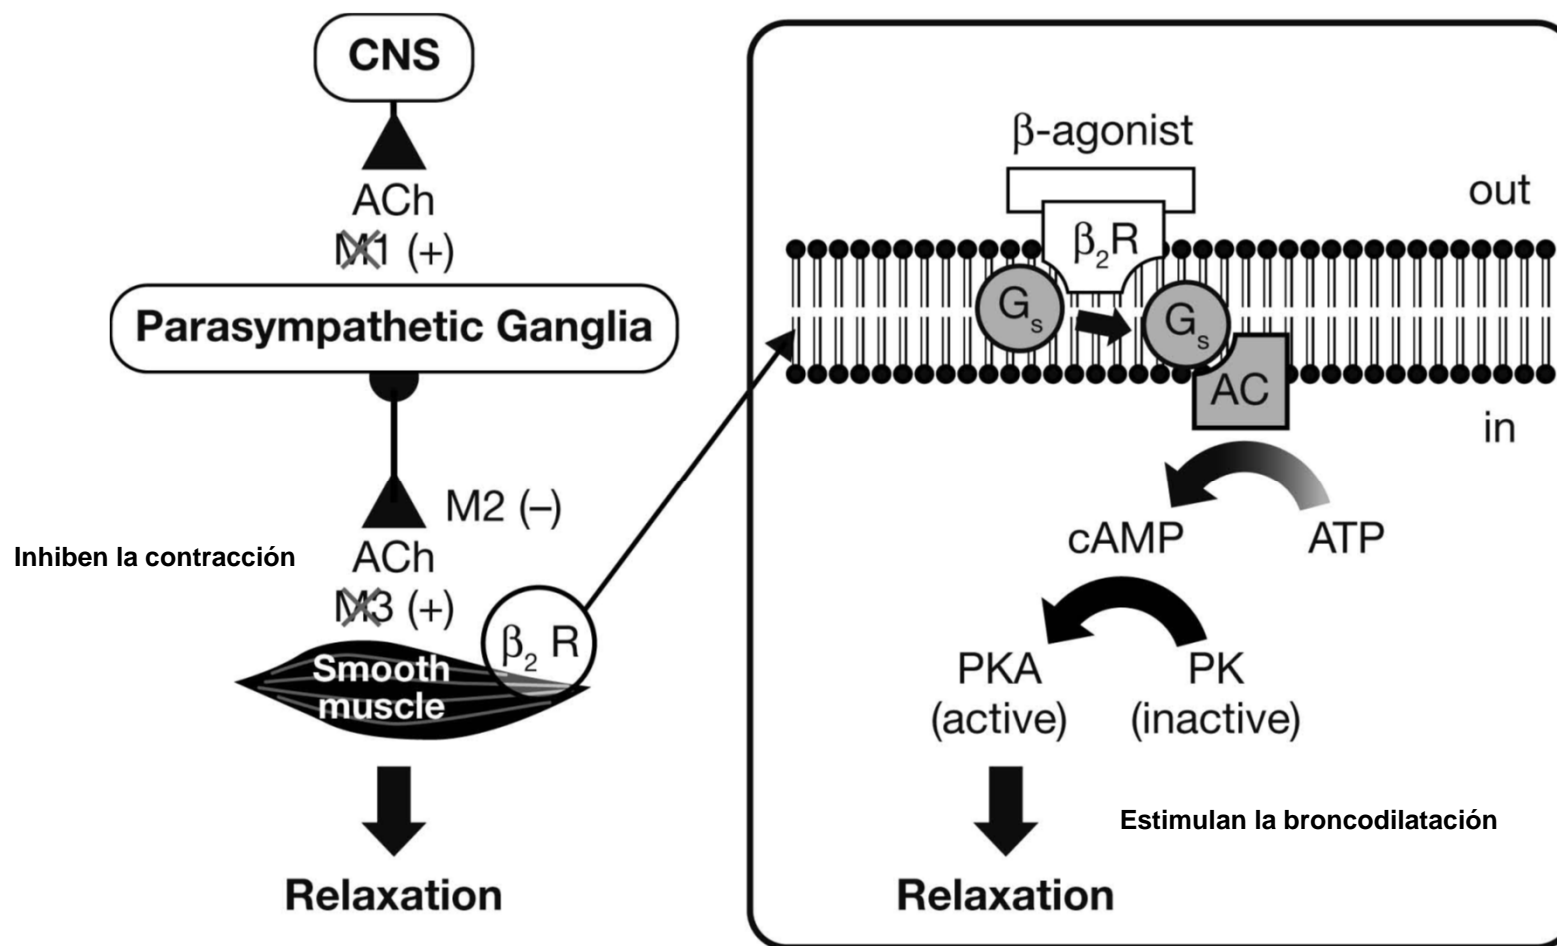 CNS
ACh
M1 (+)
Parasympathetic Ganglia
M2 (–)
Inhiben la contracción
ACh
M3 (+)
β₂ R
Smooth
muscle
Relaxation
β-agonist
out
β₂R
Gₛ
Gₛ
AC
in
cAMP
ATP
PKA
(active)
PK
(inactive)
Estimulan la broncodilatación
Relaxation